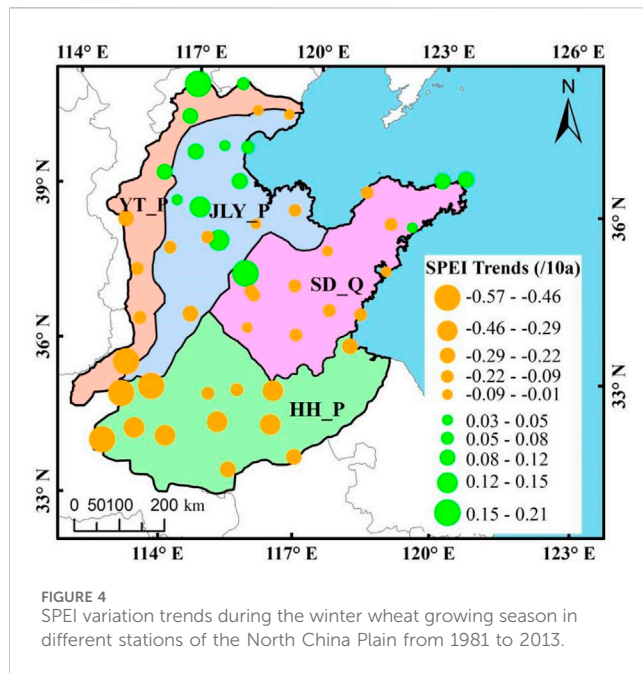 114° E 117° E 120° E 123° E 126° E
N
39° N
36° N
YT_P
JLY_P
SD_Q
36° N
33° N
HH_P
33° N
SPEI Trends (/10a)
-0.57 - -0.46
-0.46 - -0.29
-0.29 - -0.22
-0.22 - -0.09
-0.09 - -0.01
0.03 - 0.05
0.05 - 0.08
0.08 - 0.12
0.12 - 0.15
0.15 - 0.21
0 50100 200 km
114° E 117° E 120° E 123° E
FIGURE 4
SPEI variation trends during the winter wheat growing season in
different stations of the North China Plain from 1981 to 2013.